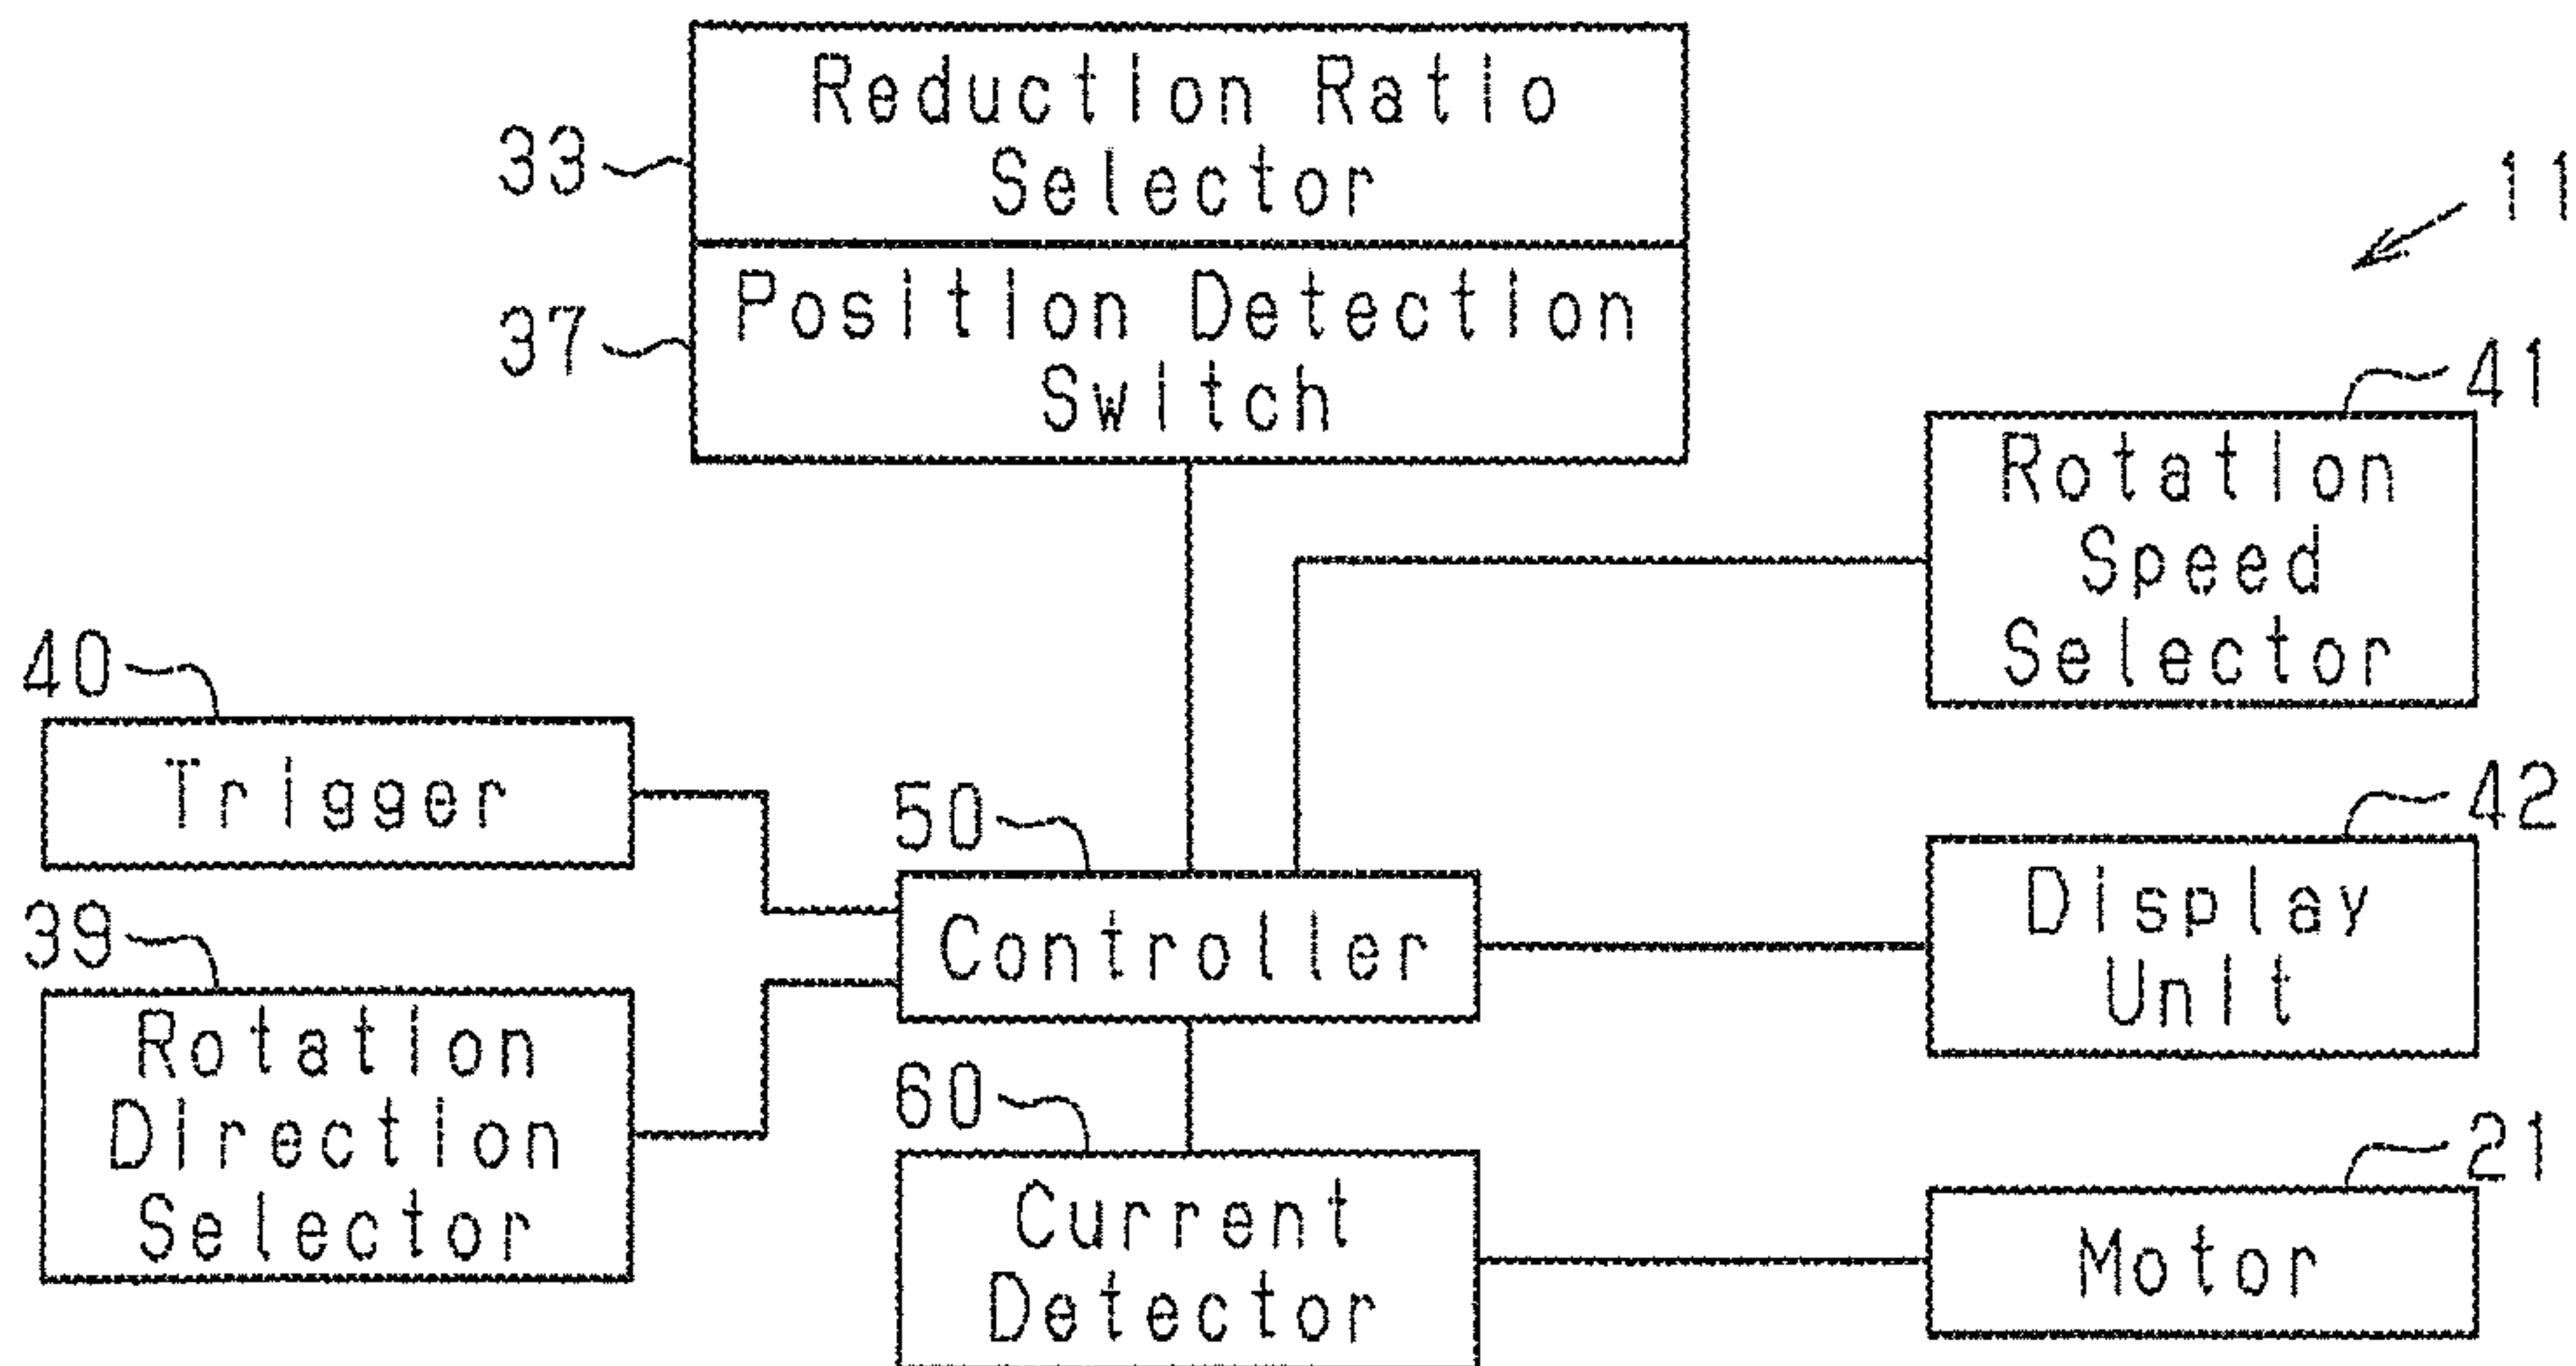 Reduction Ratio
Selector
33
11
Position Detection
Switch
37
41
Rotation
Speed
Selector
40
Trigger
50
Controller
42
Display
Unit
39
Rotation
Direction
Selector
60
Current
Detector
21
Motor